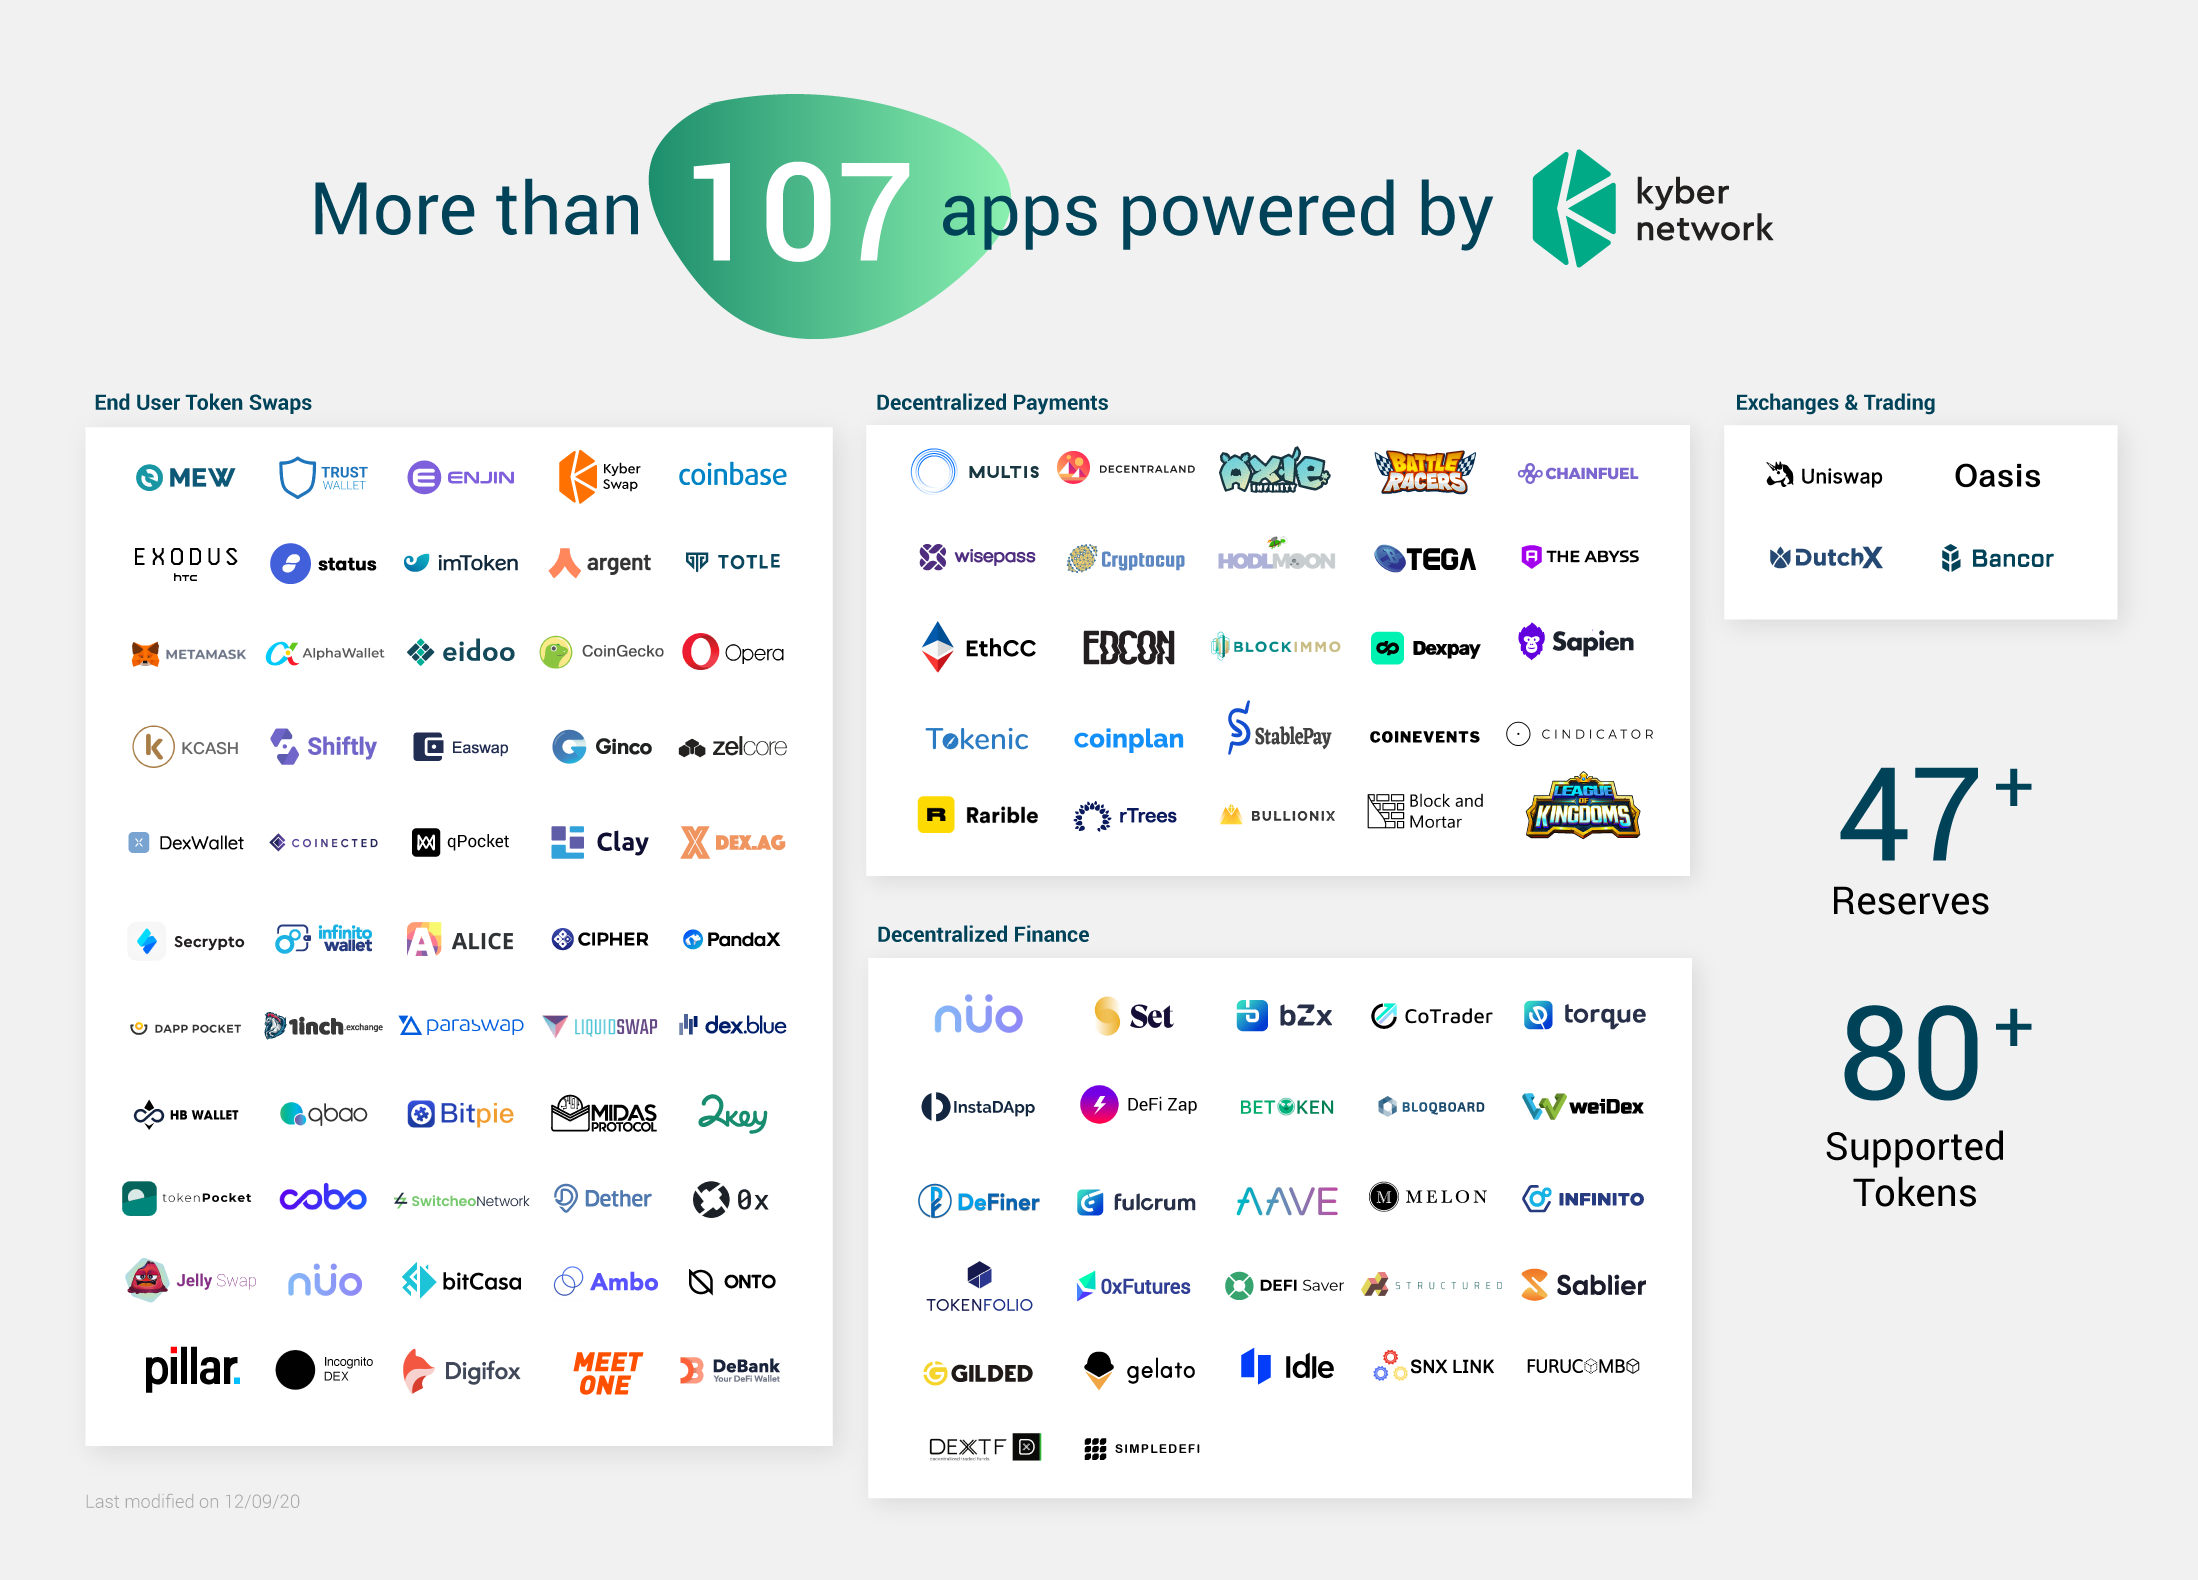 More than 107 apps powered by kyber network
End User Token Swaps
MEW
TRUST WALLET
ENJIN
Kyber Swap
coinbase
EXODUS hTC
status
imToken
argent
TOTLE
METAMASK
AlphaWallet
eidoo
CoinGecko
Opera
KCASH
Shiftly
Easwap
Ginco
zelcore
DexWallet
COINECTED
qPocket
Clay
DEX.AG
Secrypto
infinito wallet
ALICE
CIPHER
PandaX
DAPP POCKET
1inch.exchange
paraswap
LIQUIDSWAP
dex.blue
HB WALLET
qbao
Bitpie
MIDAS PROTOCOL
2key
tokenPocket
cobo
SwitcheoNetwork
Dether
0x
Jelly Swap
nüo
bitCasa
Ambo
ONTO
pillar.
Incognito DEX
Digifox
MEET ONE
DeBank
Your DeFi Wallet
Decentralized Payments
MULTIS
DECENTRALAND
AXIE INFINITY
BATTLE RACERS
CHAINFUEL
wisepass
Cryptocup
HODLMOON
TEGA
THE ABYSS
EthCC
EDCON
BLOCKIMMO
Dexpay
Sapien
Tokenic
coinplan
StablePay
COINEVENTS
CINDICATOR
Rarible
rTrees
BULLIONIX
Block and Mortar
LEAGUE OF KINGDOMS
Decentralized Finance
nüo
Set
bZx
CoTrader
torque
InstaDApp
DeFi Zap
BETOKEN
BLOQBOARD
weiDex
DeFiner
fulcrum
AAVE
MELON
INFINITO
TOKENFOLIO
0xFutures
DEFI Saver
STRUCTURED
Sablier
GILDED
gelato
Idle
SNX LINK
FURUCOMBO
DEXTF
decentralized traded funds
SIMPLEDEFI
Exchanges & Trading
Uniswap
Oasis
DutchX
Bancor
47+
Reserves
80+
Supported
Tokens
Last modified on 12/09/20